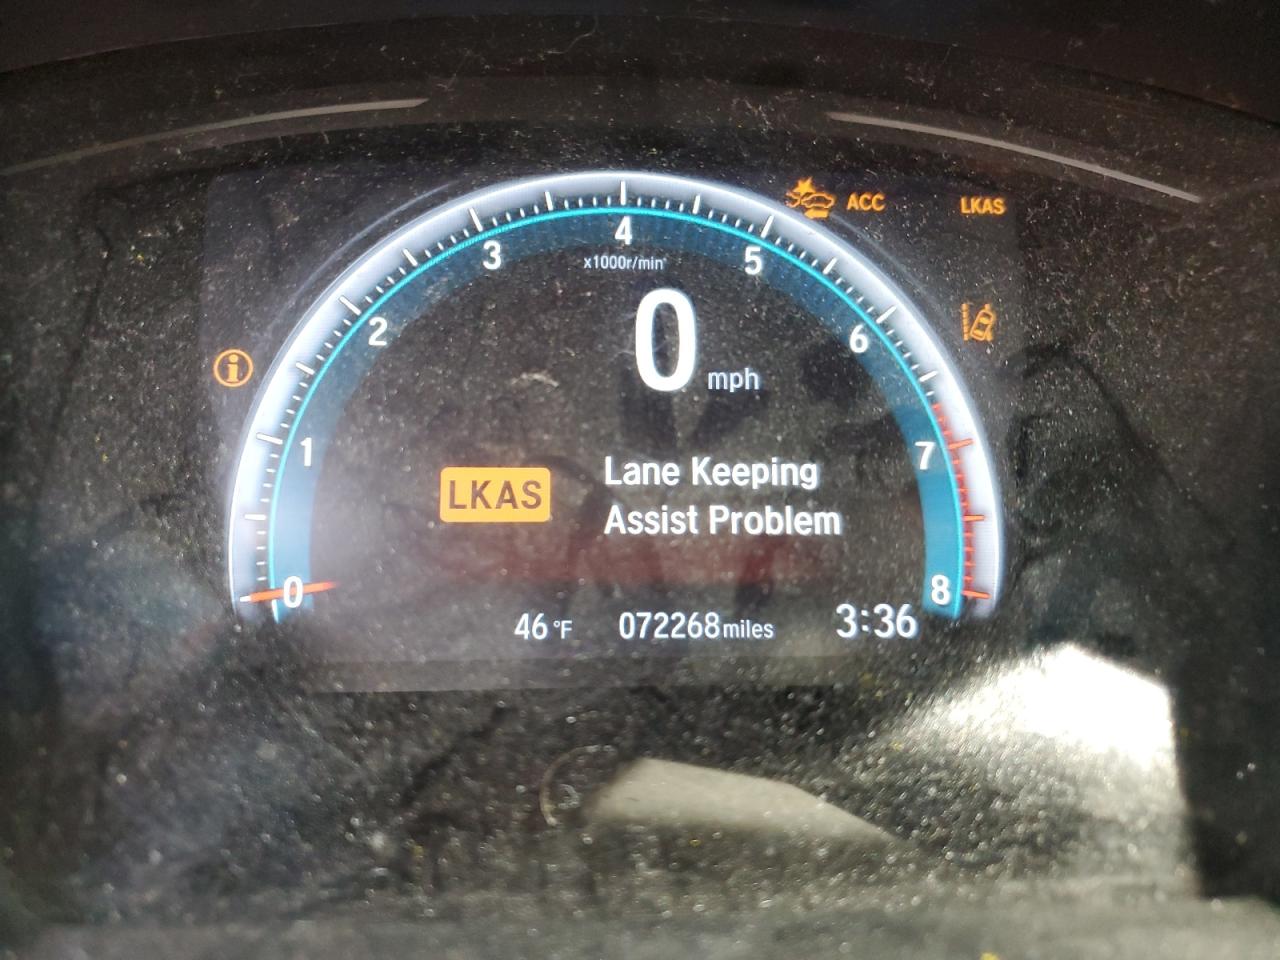 ACC
LKAS
4
3
5
x1000r/min
2
0 mph
6
i
1
7
LKAS
Lane Keeping
Assist Problem
0
8
46 °F
072268 miles
3:36